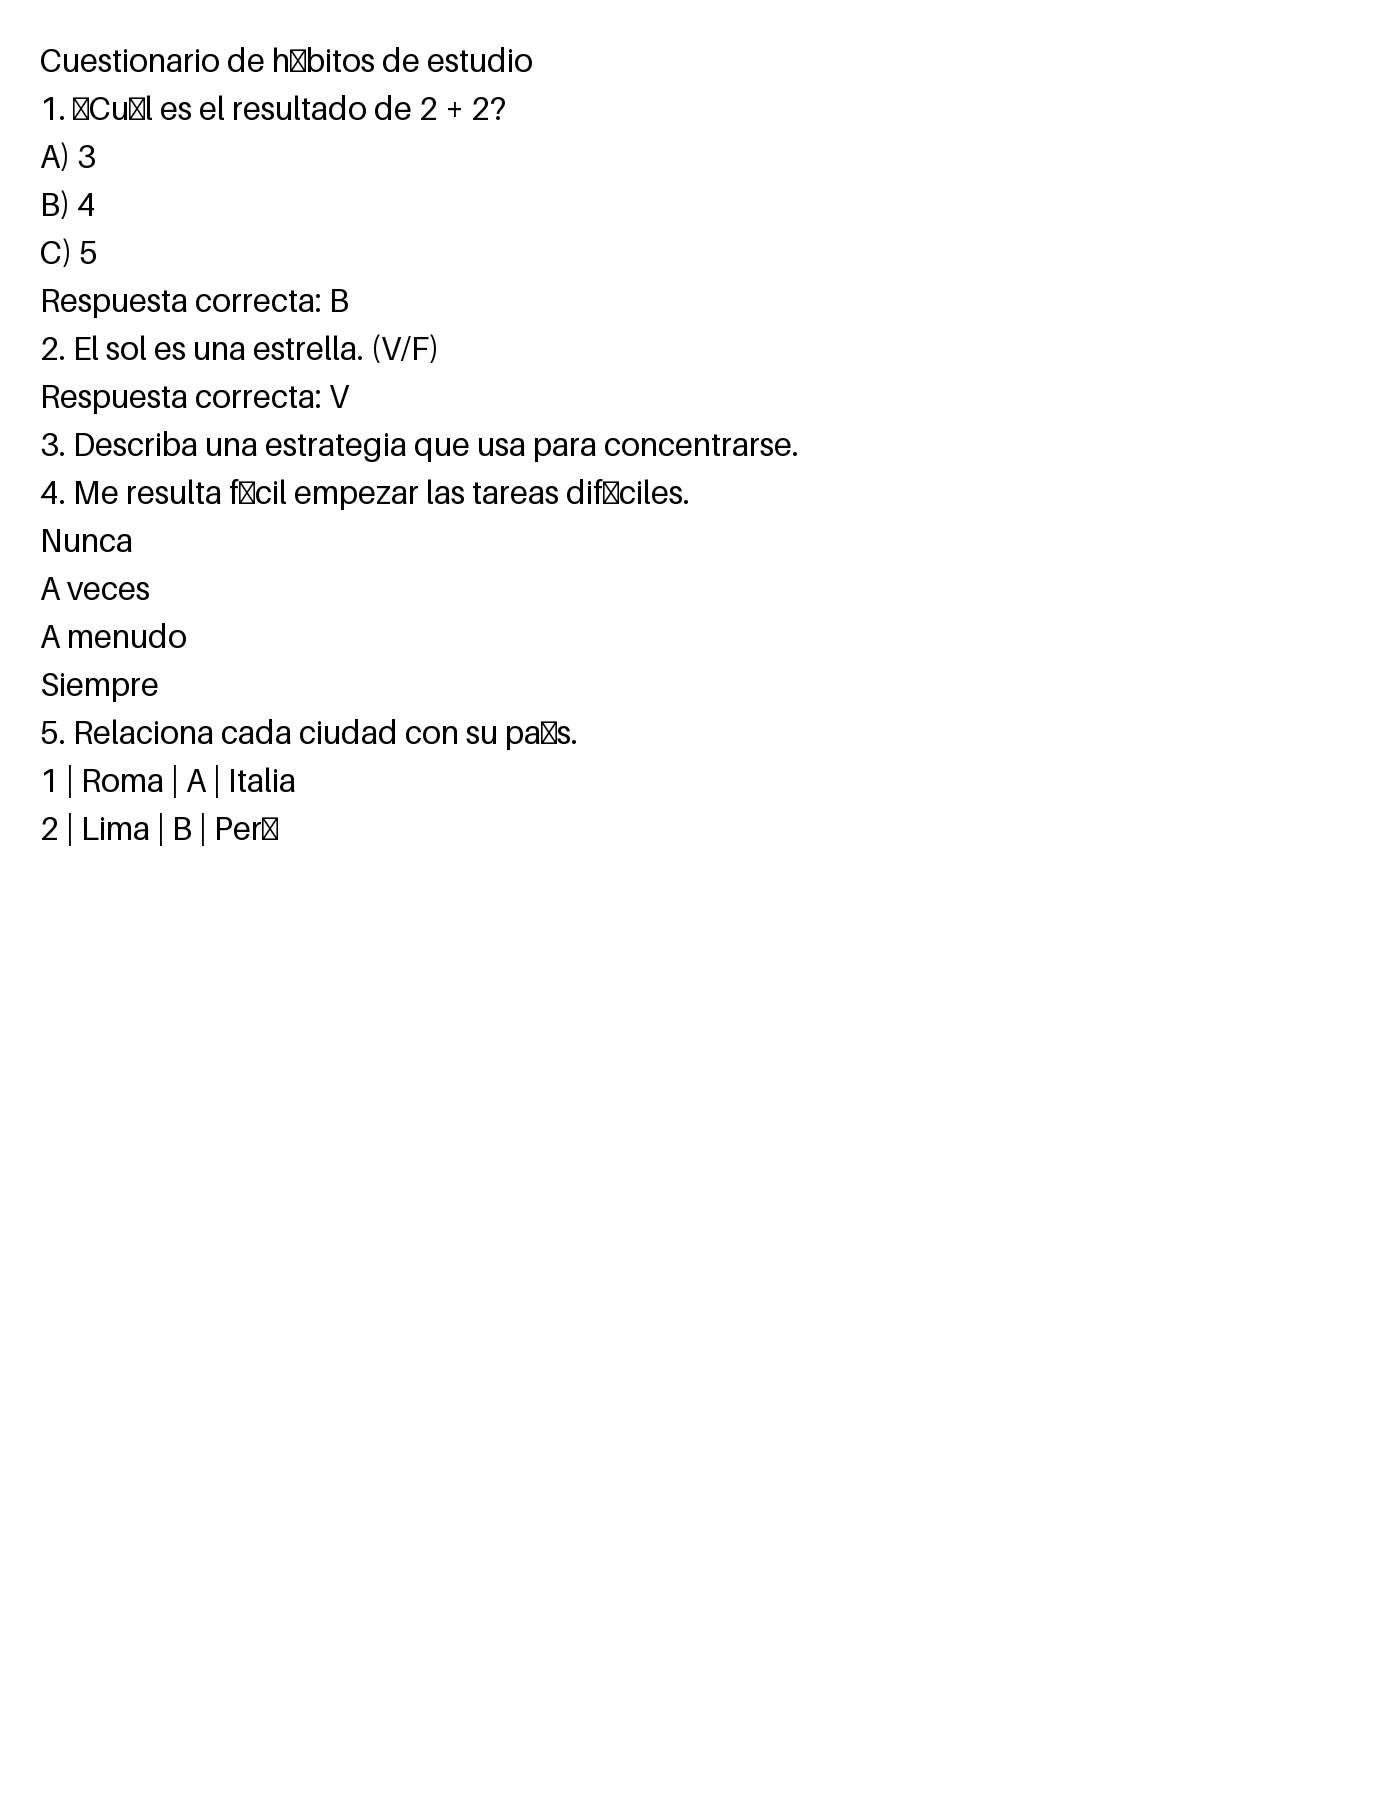 Cuestionario de h☒bitos de estudio
1. ☒Cu☒l es el resultado de 2 + 2?
A) 3
B) 4
C) 5
Respuesta correcta: B
2. El sol es una estrella. (V/F)
Respuesta correcta: V
3. Describa una estrategia que usa para concentrarse.
4. Me resulta f☒cil empezar las tareas dif☒ciles.
Nunca
A veces
A menudo
Siempre
5. Relaciona cada ciudad con su pa☒s.
1 | Roma | A | Italia
2 | Lima | B | Per☒